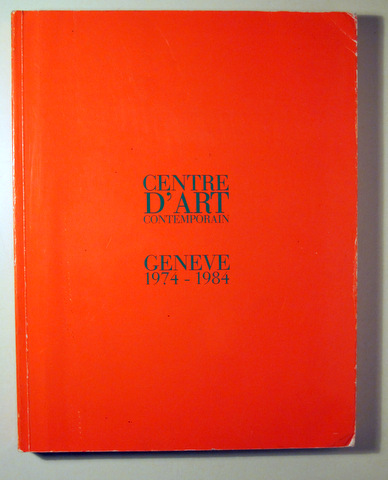 CENTRE
D'ART
CONTEMPORAIN
GENEVE
1974-1984